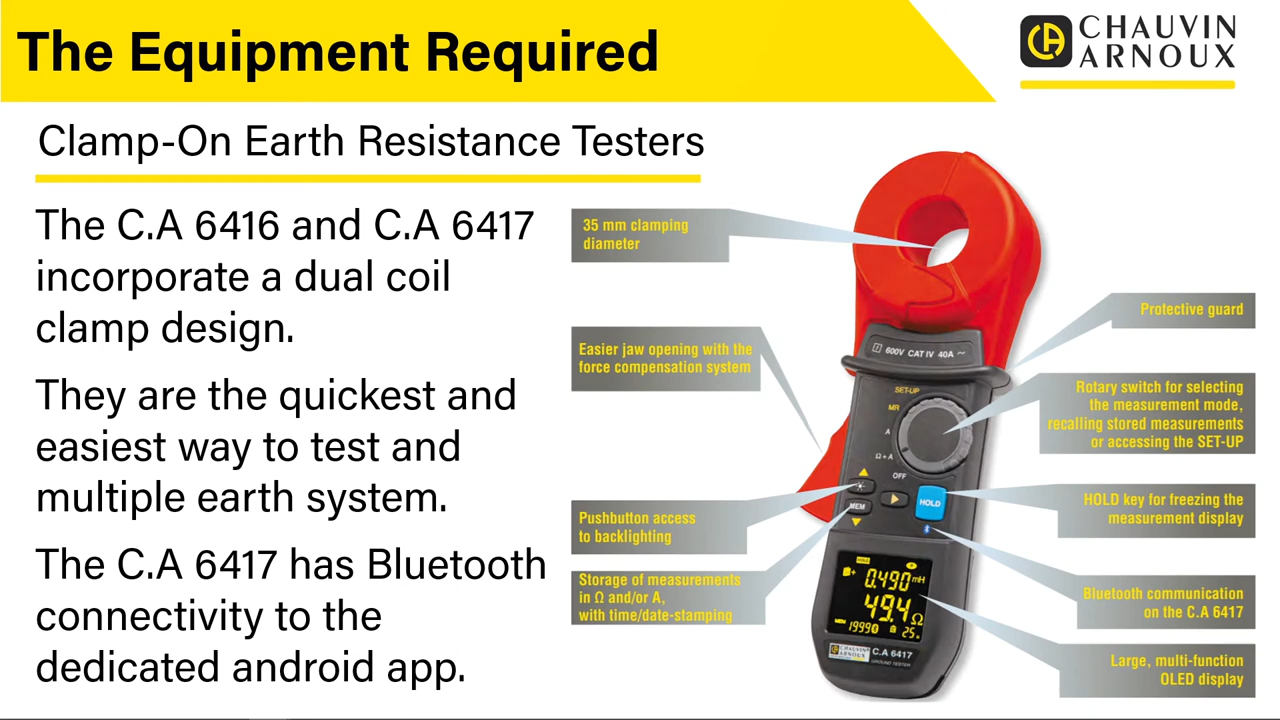 The Equipment Required
CHAUVIN
ARNOUX
Clamp-On Earth Resistance Testers
The C.A 6416 and C.A 6417
incorporate a dual coil
clamp design.
They are the quickest and
easiest way to test and
multiple earth system.
The C.A 6417 has Bluetooth
connectivity to the
dedicated android app.
35 mm clamping
diameter
Easier jaw opening with the
force compensation system
Pushbutton access
to backlighting
Storage of measurements
in Ω and/or A,
with time/date-stamping
Protective guard
Rotary switch for selecting
the measurement mode,
recalling stored measurements
or accessing the SET-UP
HOLD key for freezing the
measurement display
Bluetooth communication
on the C.A 6417
Large, multi-function
OLED display
600V CAT IV 40A ~
SET-UP
MR
A
Ω + A
OFF
HOLD
MEM
HOLD
0.490 mH
49.4 Ω
MEM 1999
CHAUVIN
ARNOUX
C.A 6417
GROUND TESTER